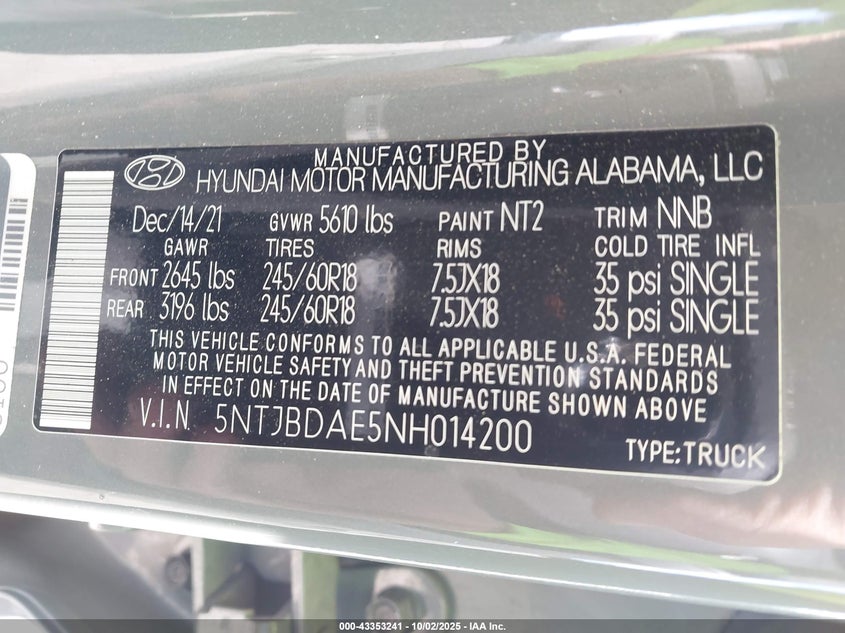 MANUFACTURED BY
HYUNDAI MOTOR MANUFACTURING ALABAMA, LLC
Dec/14/21 GVWR 5610 lbs PAINT NT2 TRIM NNB
GAWR TIRES RIMS COLD TIRE INFL
FRONT 2645 lbs 245/60R18 7.5JX18 35 psi SINGLE
REAR 3196 lbs 245/60R18 7.5JX18 35 psi SINGLE
THIS VEHICLE CONFORMS TO ALL APPLICABLE U.S.A. FEDERAL
MOTOR VEHICLE SAFETY AND THEFT PREVENTION STANDARDS
IN EFFECT ON THE DATE OF MANUFACTURE SHOWN ABOVE
V.I.N 5NTJBDAE5NH014200
TYPE:TRUCK
000-43353241 - 10/02/2025 - IAA Inc.